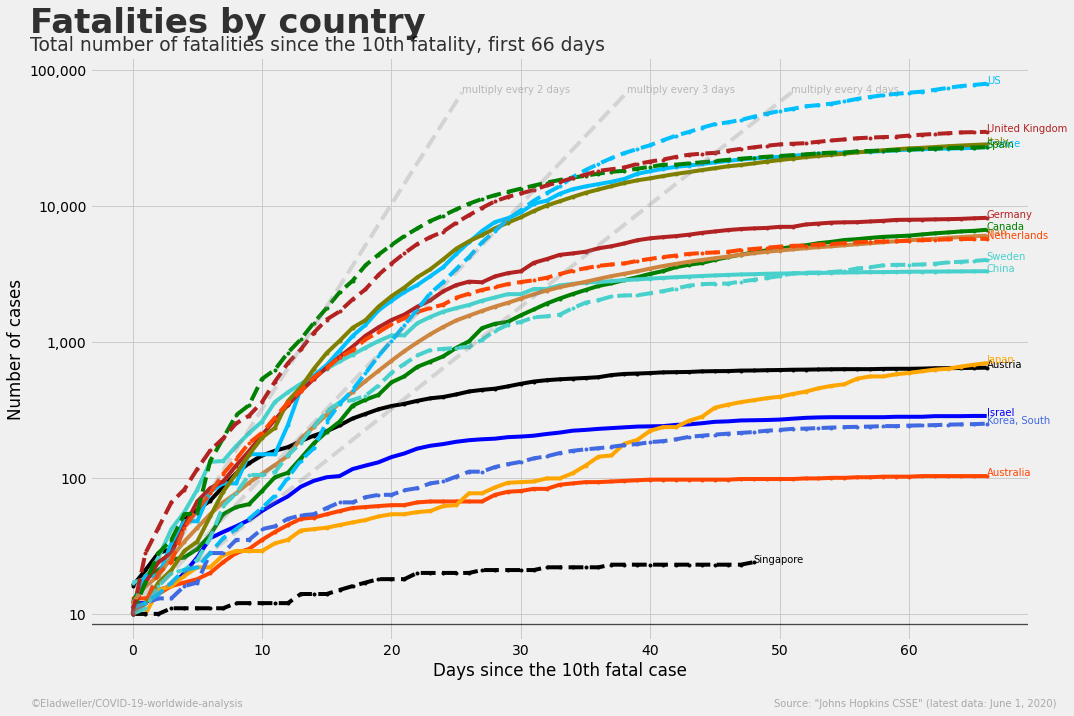 Fatalities by country
Total number of fatalities since the 10th fatality, first 66 days
100,000
10,000
1,000
100
10
Number of cases
multiply every 2 days
multiply every 3 days
multiply every 4 days
US
United Kingdom
Italy
Spain
Germany
Canada
Netherlands
Sweden
China
Japan
Austria
Israel
Korea, South
Australia
Singapore
0
10
20
30
40
50
60
Days since the 10th fatal case
©Eladweller/COVID-19-worldwide-analysis
Source: "Johns Hopkins CSSE" (latest data: June 1, 2020)